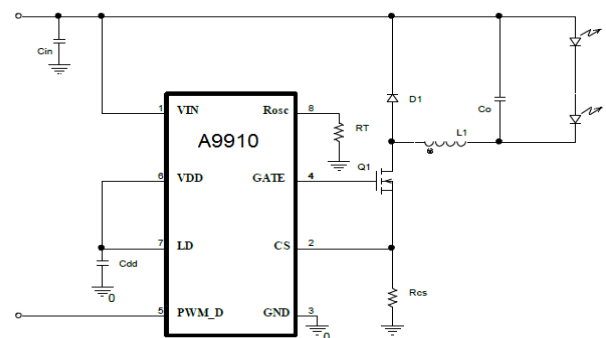 Cin
D1
Co
1 VIN Rosc 8
RT
A9910
L1
Q1
6 VDD GATE 4
7 LD CS 2
Cdd
0
Rcs
5 PWM_D GND 3
0